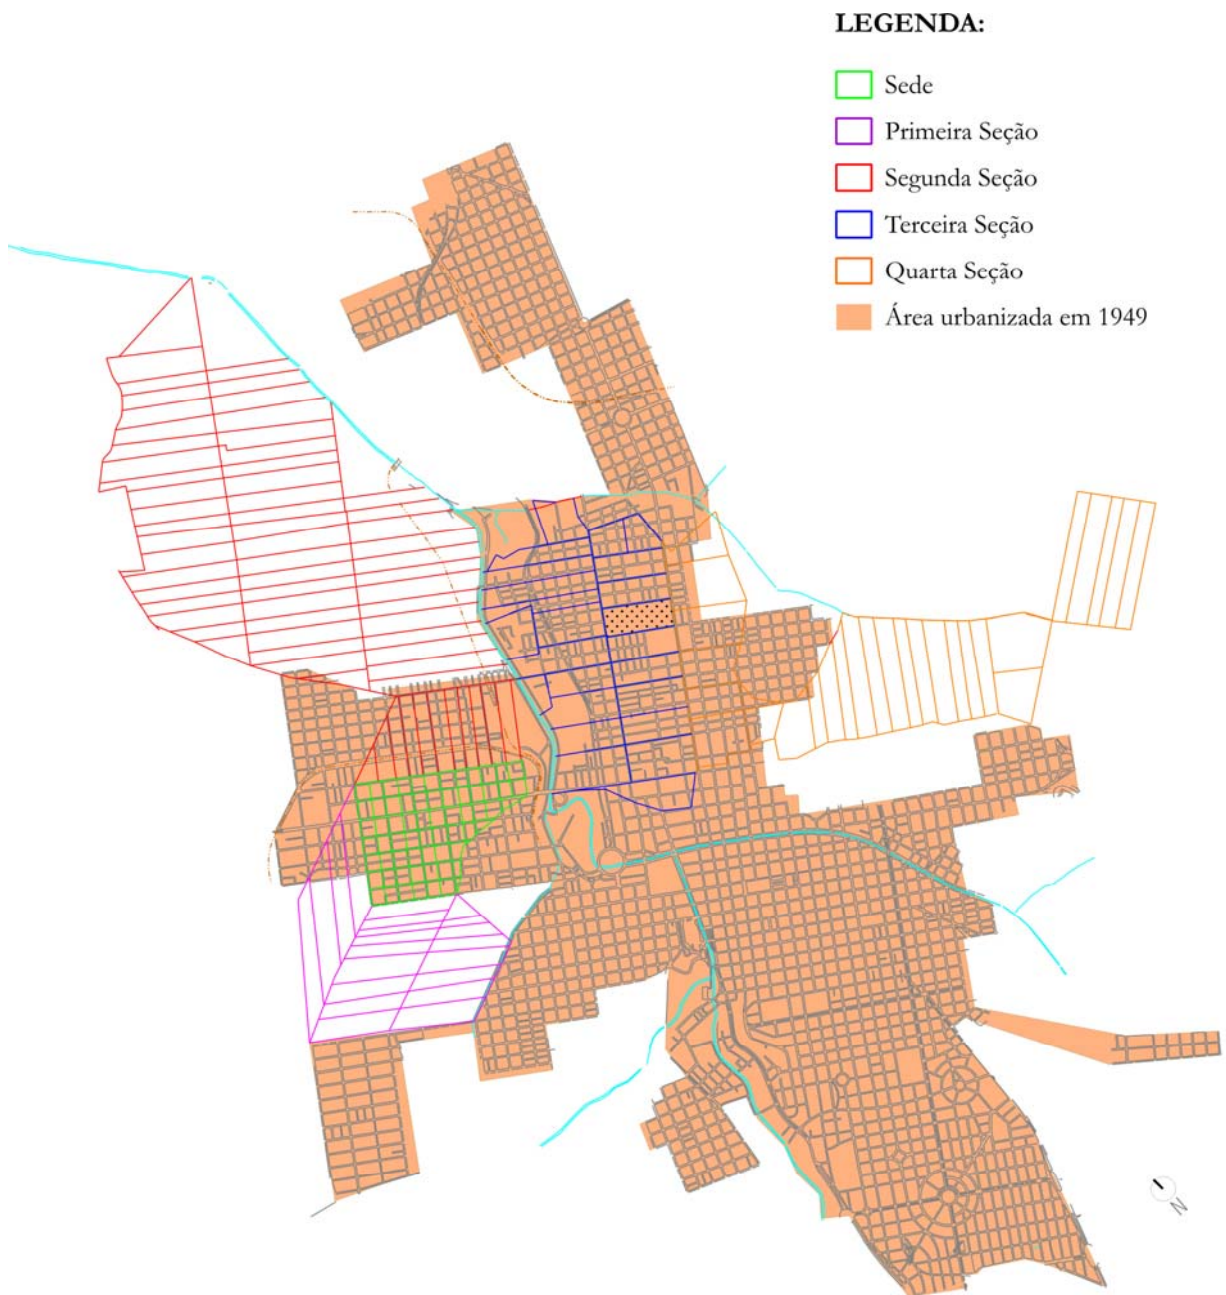 LEGENDA:
Sede
Primeira Seção
Segunda Seção
Terceira Seção
Quarta Seção
Área urbanizada em 1949
N